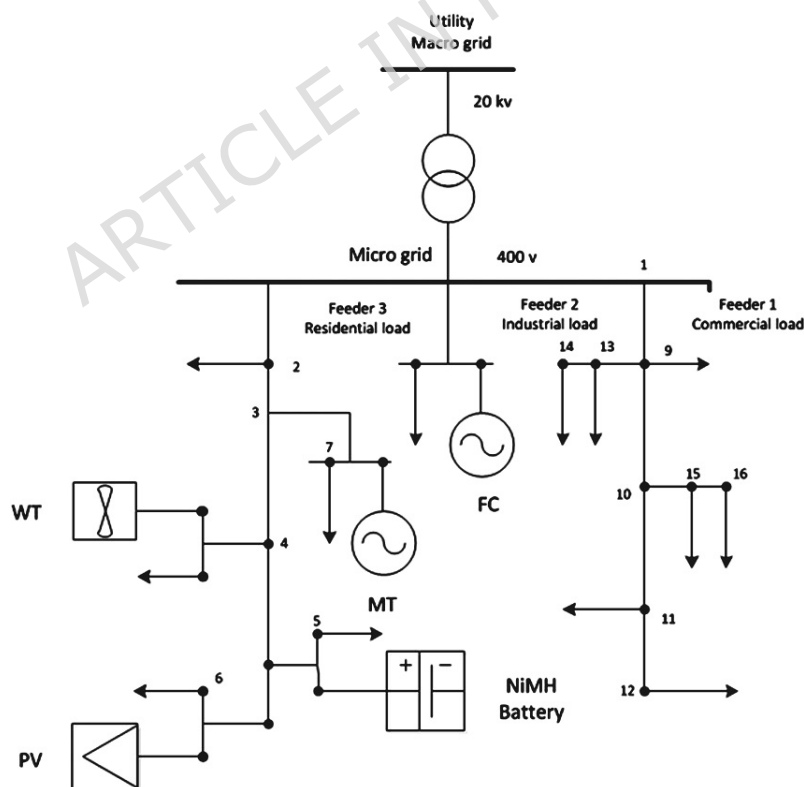 ARTICLE IN
Utility
Macro grid
20 kv
Micro grid
400 v
1
Feeder 3
Residential load
Feeder 2
Industrial load
Feeder 1
Commercial load
14
13
9
2
3
7
FC
10
15
16
WT
4
MT
11
5
+
−
12
6
NiMH
Battery
PV